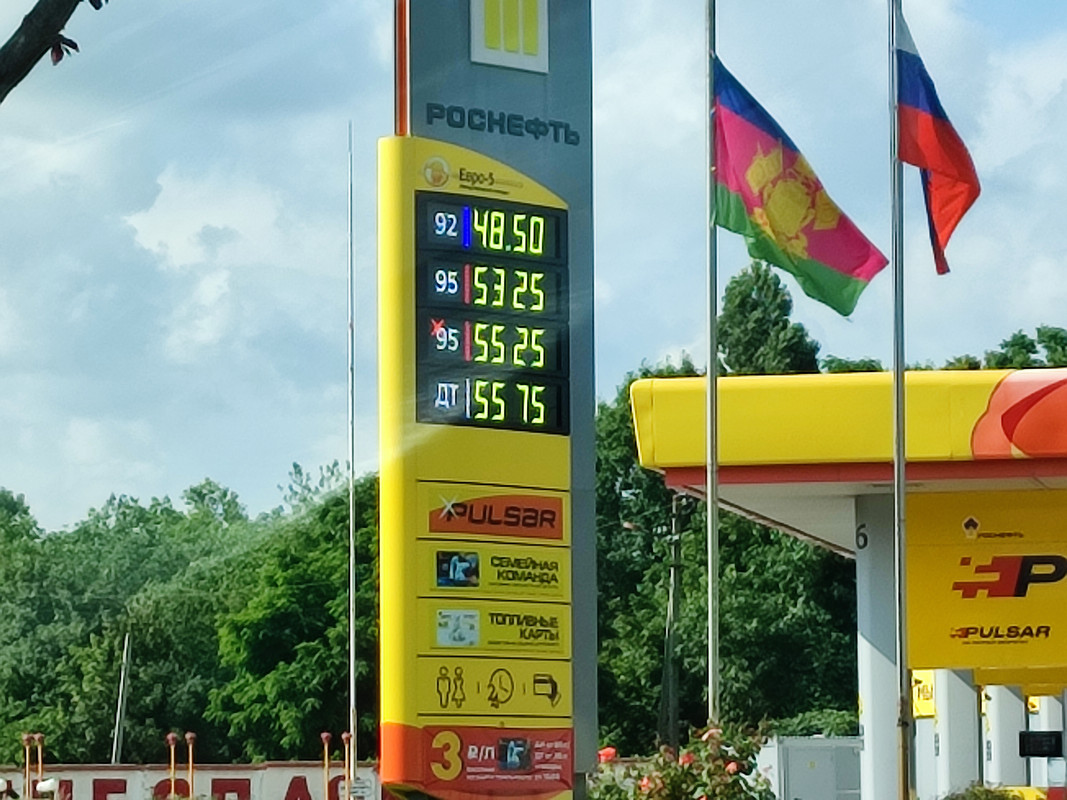 РОСНЕФТЬ
Евро-5
92 48.50
95 53 25
95 55 25
ДТ 55 75
PULSAR
СЕМЕЙНАЯ
КОМАНДА
ТОПЛИВНЫЕ
КАРТЫ
24
3 ₽/Л
6
РОСНЕФТЬ
P
PULSAR